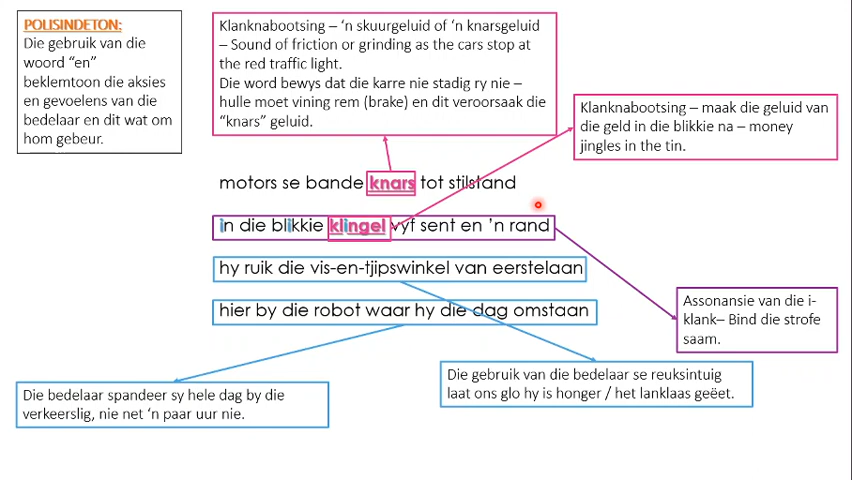 POLISINDETON:
Die gebruik van die
woord “en”
beklemtoon die aksies
en gevoelens van die
bedelaar en dit wat om
hom gebeur.
Klanknabootsing – ‘n skuurgeluid of ‘n knarsgeluid
– Sound of friction or grinding as the cars stop at
the red traffic light.
Die word bewys dat die karre nie stadig ry nie –
hulle moet vining rem (brake) en dit veroorsaak die
“knars” geluid.
Klanknabootsing – maak die geluid van
die geld in die blikkie na – money
jingles in the tin.
motors se bande knars tot stilstand
in die blikkie klingel vyf sent en ’n rand
hy ruik die vis-en-tjipswinkel van eerstelaan
hier by die robot waar hy die dag omstaan
Assonansie van die i-
klank– Bind die strofe
saam.
Die gebruik van die bedelaar se reuksintuig
laat ons glo hy is honger / het lanklaas geëet.
Die bedelaar spandeer sy hele dag by die
verkeerslig, nie net ‘n paar uur nie.